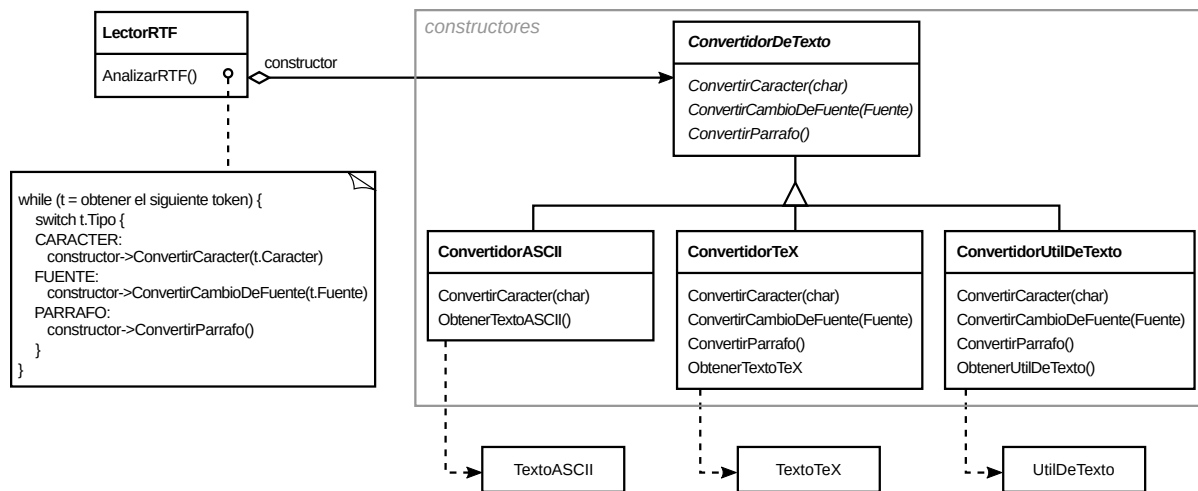 LectorRTF
AnalizarRTF()
constructor
constructores
ConvertidorDeTexto
ConvertirCaracter(char)
ConvertirCambioDeFuente(Fuente)
ConvertirParrafo()
while (t = obtener el siguiente token) {
switch t.Tipo {
CARACTER:
constructor->ConvertirCaracter(t.Caracter)
FUENTE:
constructor->ConvertirCambioDeFuente(t.Fuente)
PARRAFO:
constructor->ConvertirParrafo()
}
}
ConvertidorASCII
ConvertirCaracter(char)
ObtenerTextoASCII()
ConvertidorTeX
ConvertirCaracter(char)
ConvertirCambioDeFuente(Fuente)
ConvertirParrafo()
ObtenerTextoTeX
ConvertidorUtilDeTexto
ConvertirCaracter(char)
ConvertirCambioDeFuente(Fuente)
ConvertirParrafo()
ObtenerUtilDeTexto()
TextoASCII
TextoTeX
UtilDeTexto